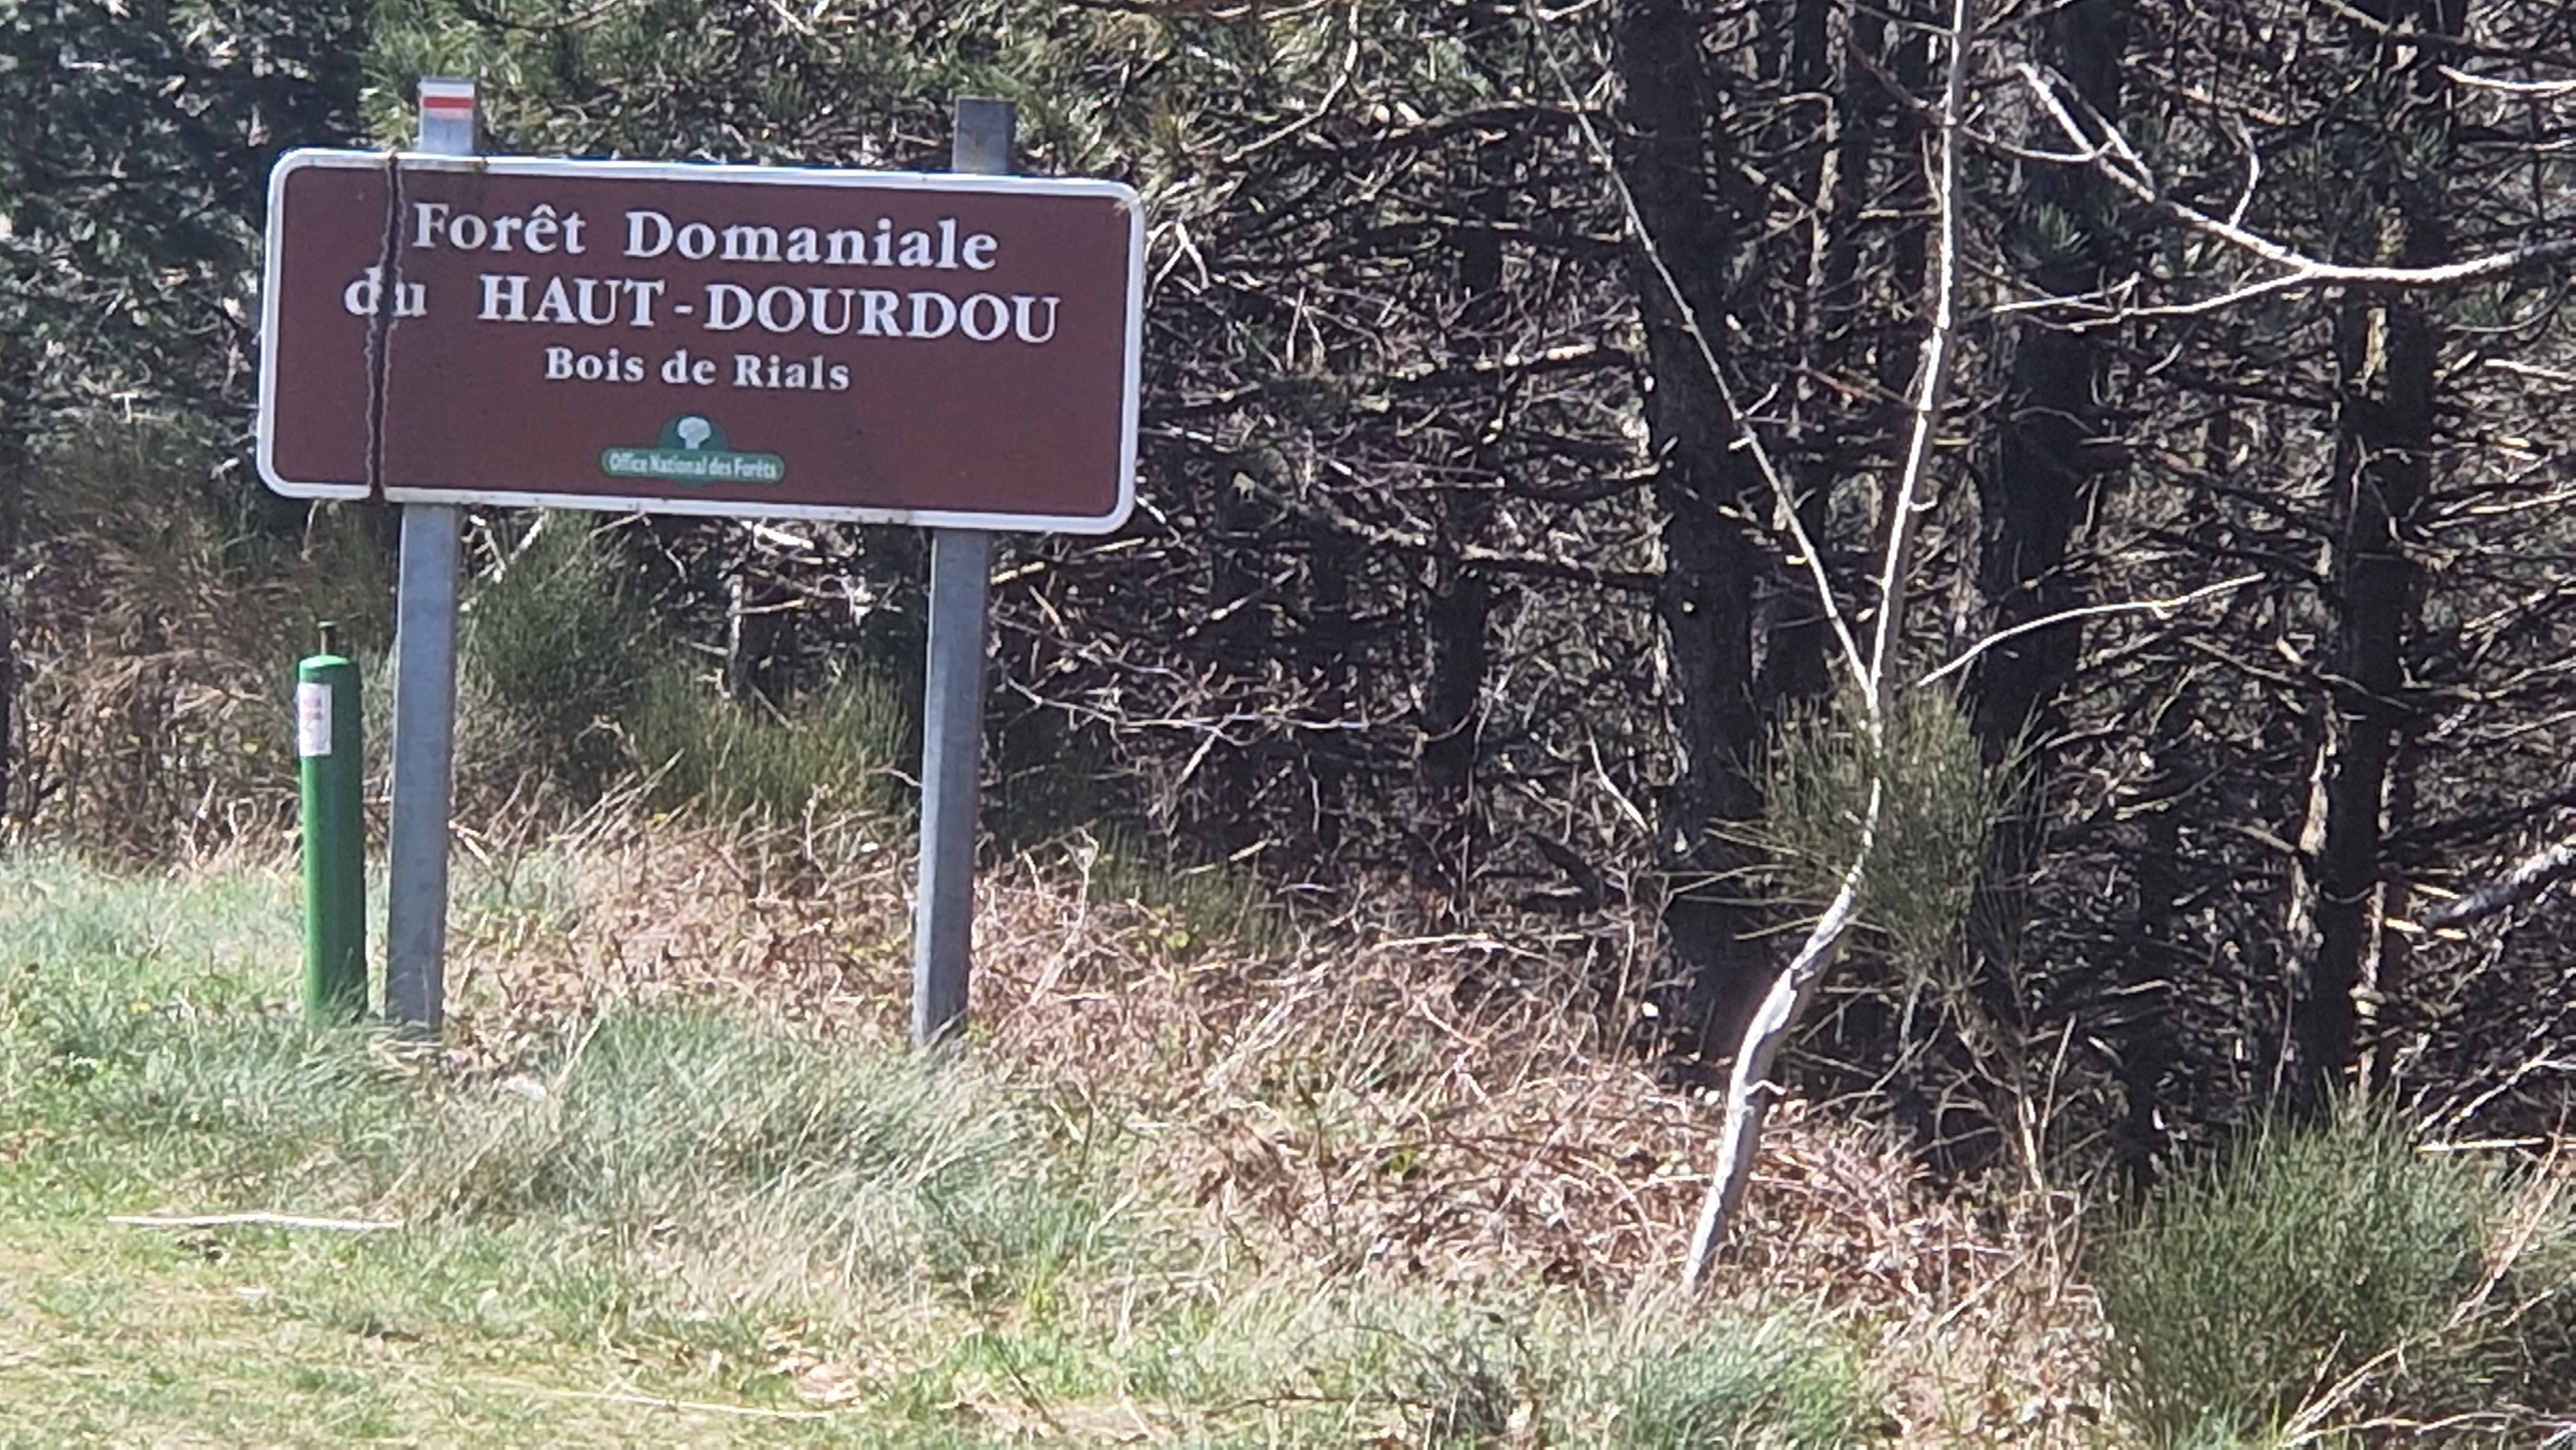 Forêt Domaniale
du HAUT-DOURDOU
Bois de Rials
Office National des Forêts